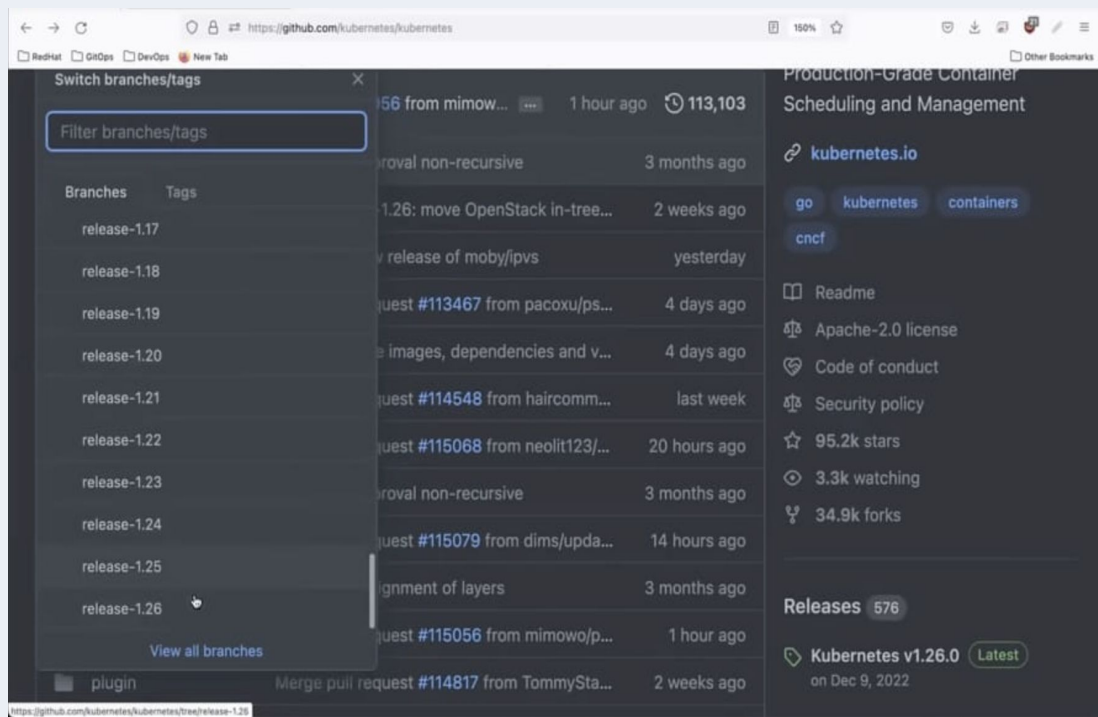 https://github.com/kubernetes/kubernetes
150%
RedHat GitOps DevOps New Tab
Other Bookmarks
Switch branches/tags
Filter branches/tags
Branches Tags
release-1.17
release-1.18
release-1.19
release-1.20
release-1.21
release-1.22
release-1.23
release-1.24
release-1.25
release-1.26
View all branches
56 from mimow... ... 1 hour ago 113,103
roval non-recursive 3 months ago
1.26: move OpenStack in-tree... 2 weeks ago
release of moby/ipvs yesterday
uest #113467 from pacoxu/ps... 4 days ago
e images, dependencies and v... 4 days ago
uest #114548 from haircomm... last week
uest #115068 from neolit123/... 20 hours ago
roval non-recursive 3 months ago
uest #115079 from dims/upda... 14 hours ago
ignment of layers 3 months ago
uest #115056 from mimowo/p... 1 hour ago
plugin Merge pull request #114817 from TommySta... 2 weeks ago
Production-Grade Container
Scheduling and Management
kubernetes.io
go kubernetes containers
cncf
Readme
Apache-2.0 license
Code of conduct
Security policy
95.2k stars
3.3k watching
34.9k forks
Releases 576
Kubernetes v1.26.0 Latest
on Dec 9, 2022
https://github.com/kubernetes/kubernetes/tree/release-1.26